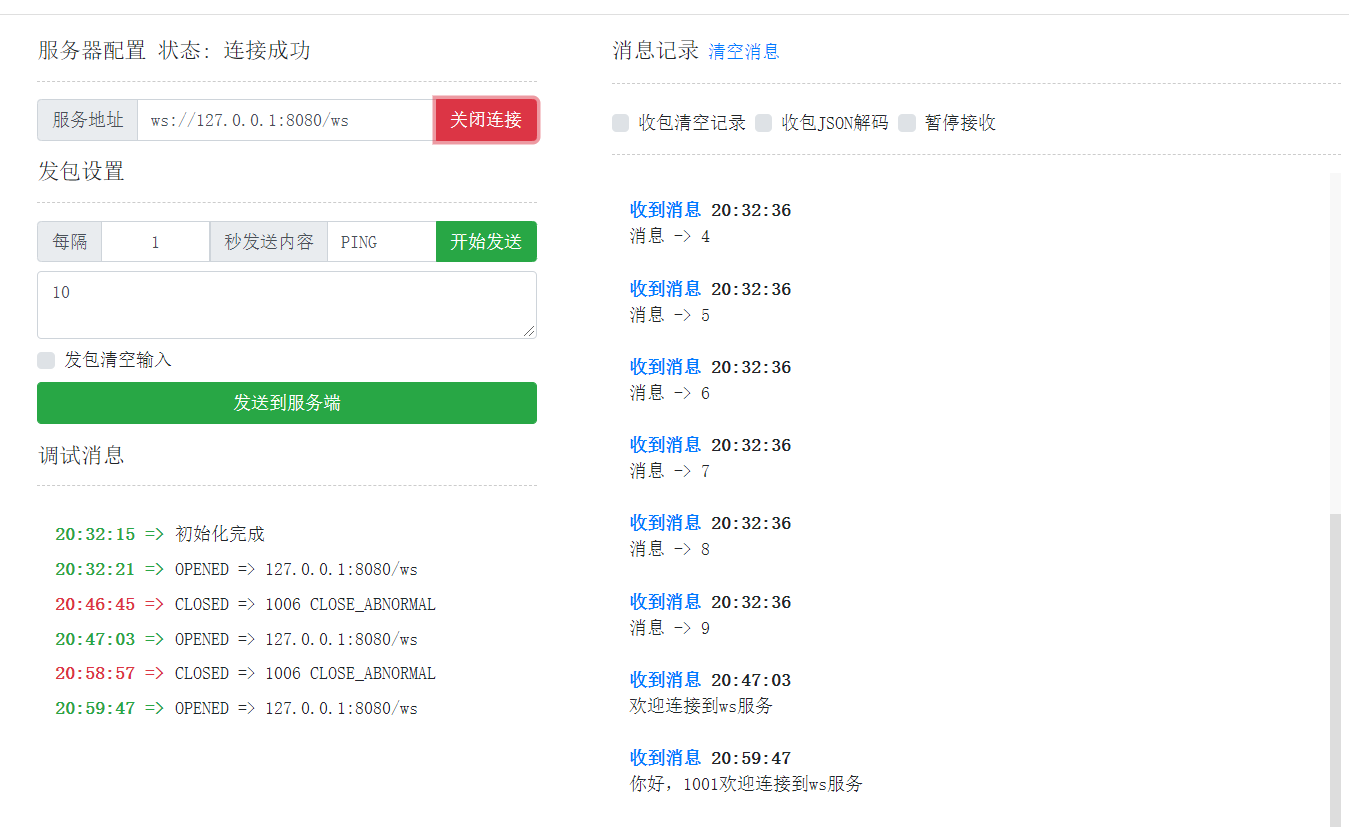 服务器配置 状态: 连接成功
服务地址 ws://127.0.0.1:8080/ws 关闭连接
发包设置
每隔 1 秒发送内容 PING 开始发送
10
发包清空输入
发送到服务端
调试消息
20:32:15 => 初始化完成
20:32:21 => OPENED => 127.0.0.1:8080/ws
20:46:45 => CLOSED => 1006 CLOSE_ABNORMAL
20:47:03 => OPENED => 127.0.0.1:8080/ws
20:58:57 => CLOSED => 1006 CLOSE_ABNORMAL
20:59:47 => OPENED => 127.0.0.1:8080/ws
消息记录 清空消息
收包清空记录 收包JSON解码 暂停接收
收到消息 20:32:36
消息 -> 4
收到消息 20:32:36
消息 -> 5
收到消息 20:32:36
消息 -> 6
收到消息 20:32:36
消息 -> 7
收到消息 20:32:36
消息 -> 8
收到消息 20:32:36
消息 -> 9
收到消息 20:47:03
欢迎连接到ws服务
收到消息 20:59:47
你好，1001欢迎连接到ws服务